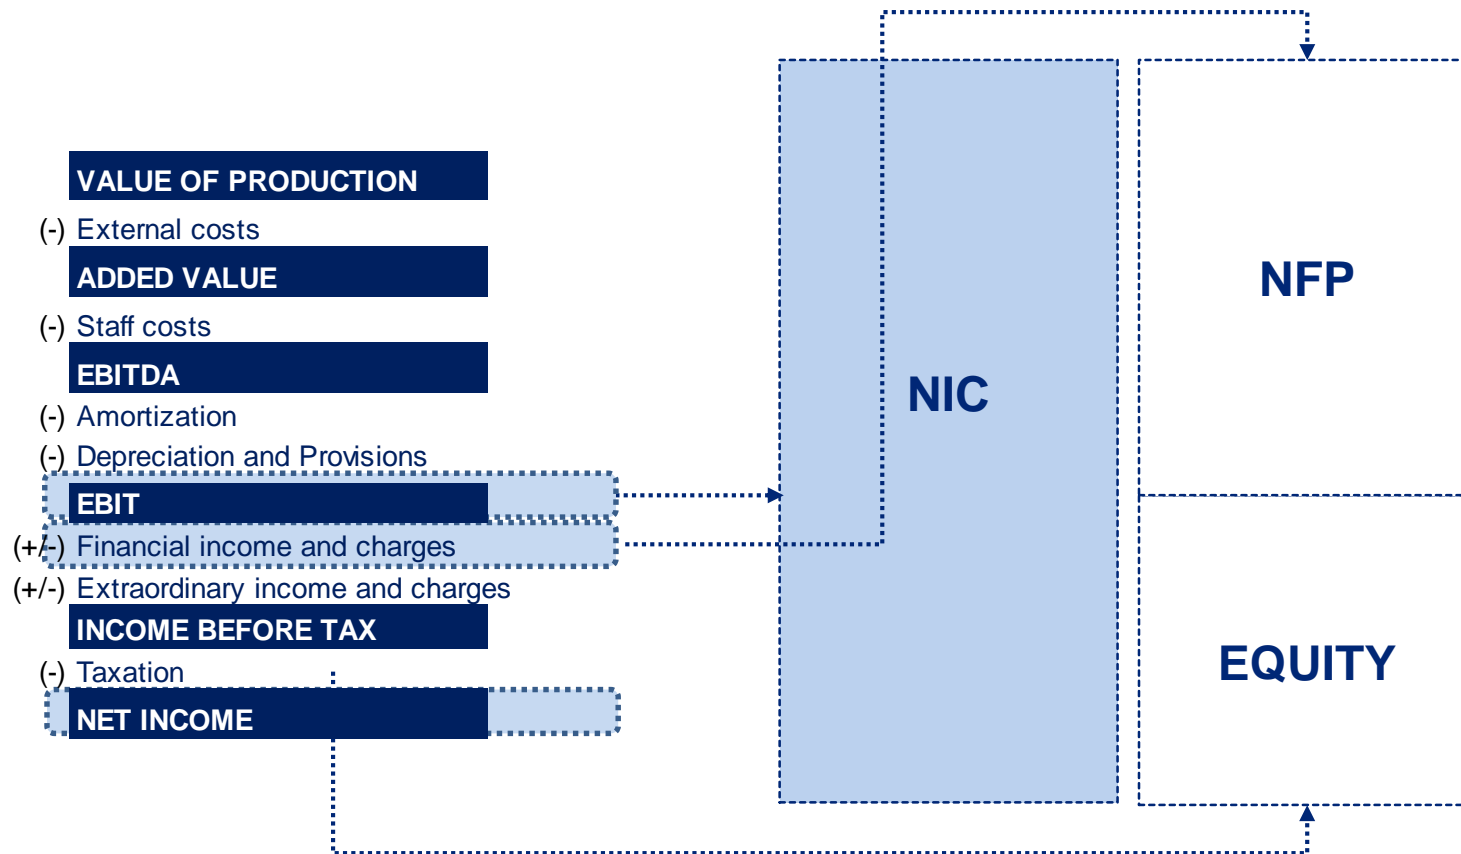 VALUE OF PRODUCTION
(-) External costs
ADDED VALUE
(-) Staff costs
EBITDA
(-) Amortization
(-) Depreciation and Provisions
EBIT
(+/-) Financial income and charges
(+/-) Extraordinary income and charges
INCOME BEFORE TAX
(-) Taxation
NET INCOME
NIC
NFP
EQUITY